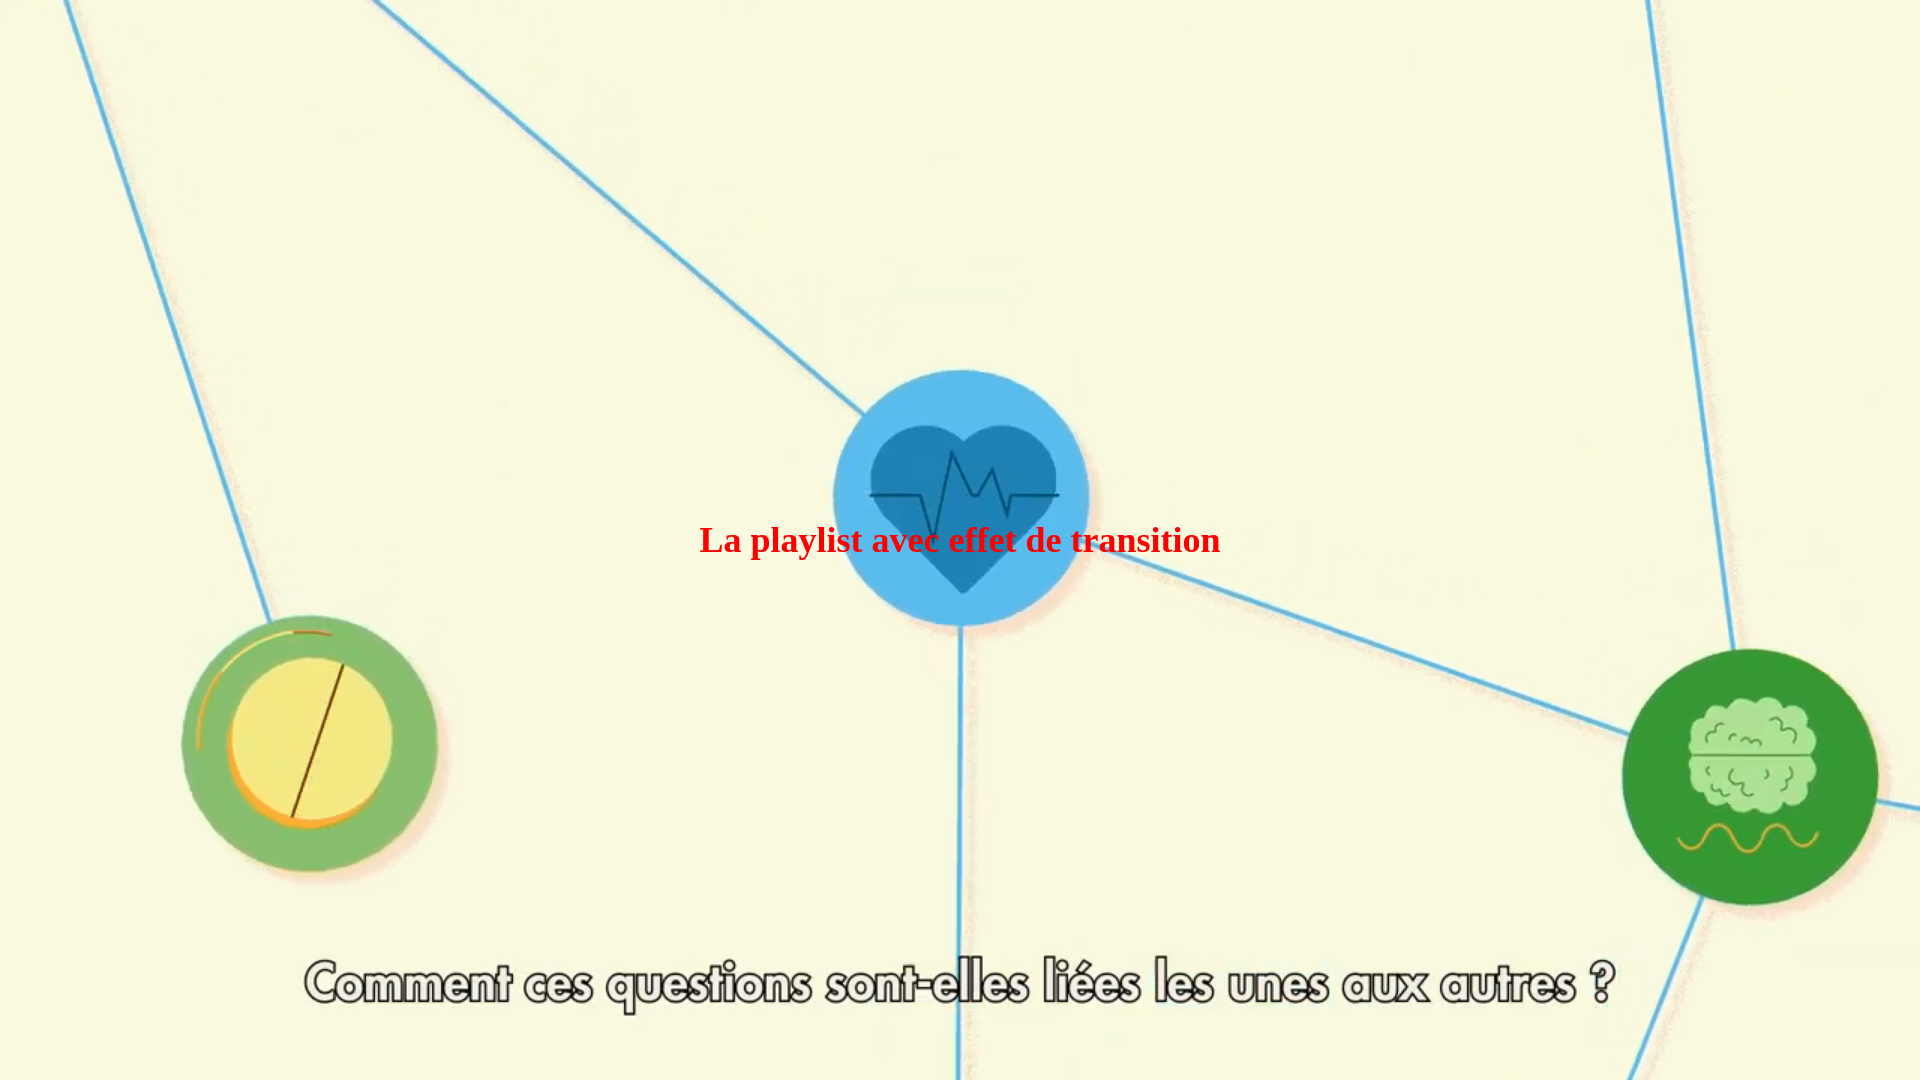 La playlist avec effet de transition
Comment ces questions sont-elles liées les unes aux autres ?